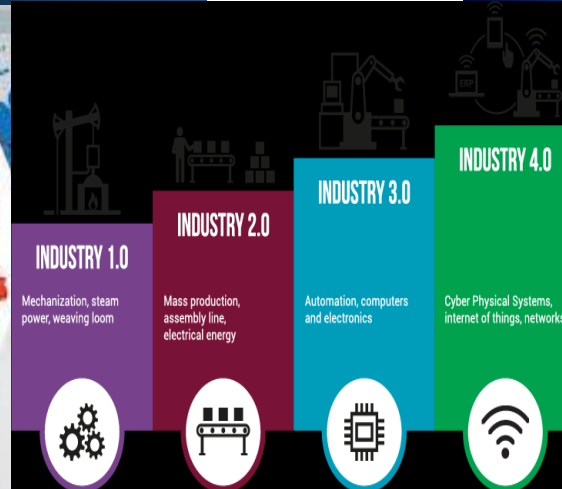 INDUSTRY 1.0
Mechanization, steam
power, weaving loom
INDUSTRY 2.0
Mass production,
assembly line,
electrical energy
INDUSTRY 3.0
Automation, computers
and electronics
ERP
INDUSTRY 4.0
Cyber Physical Systems,
internet of things, networks